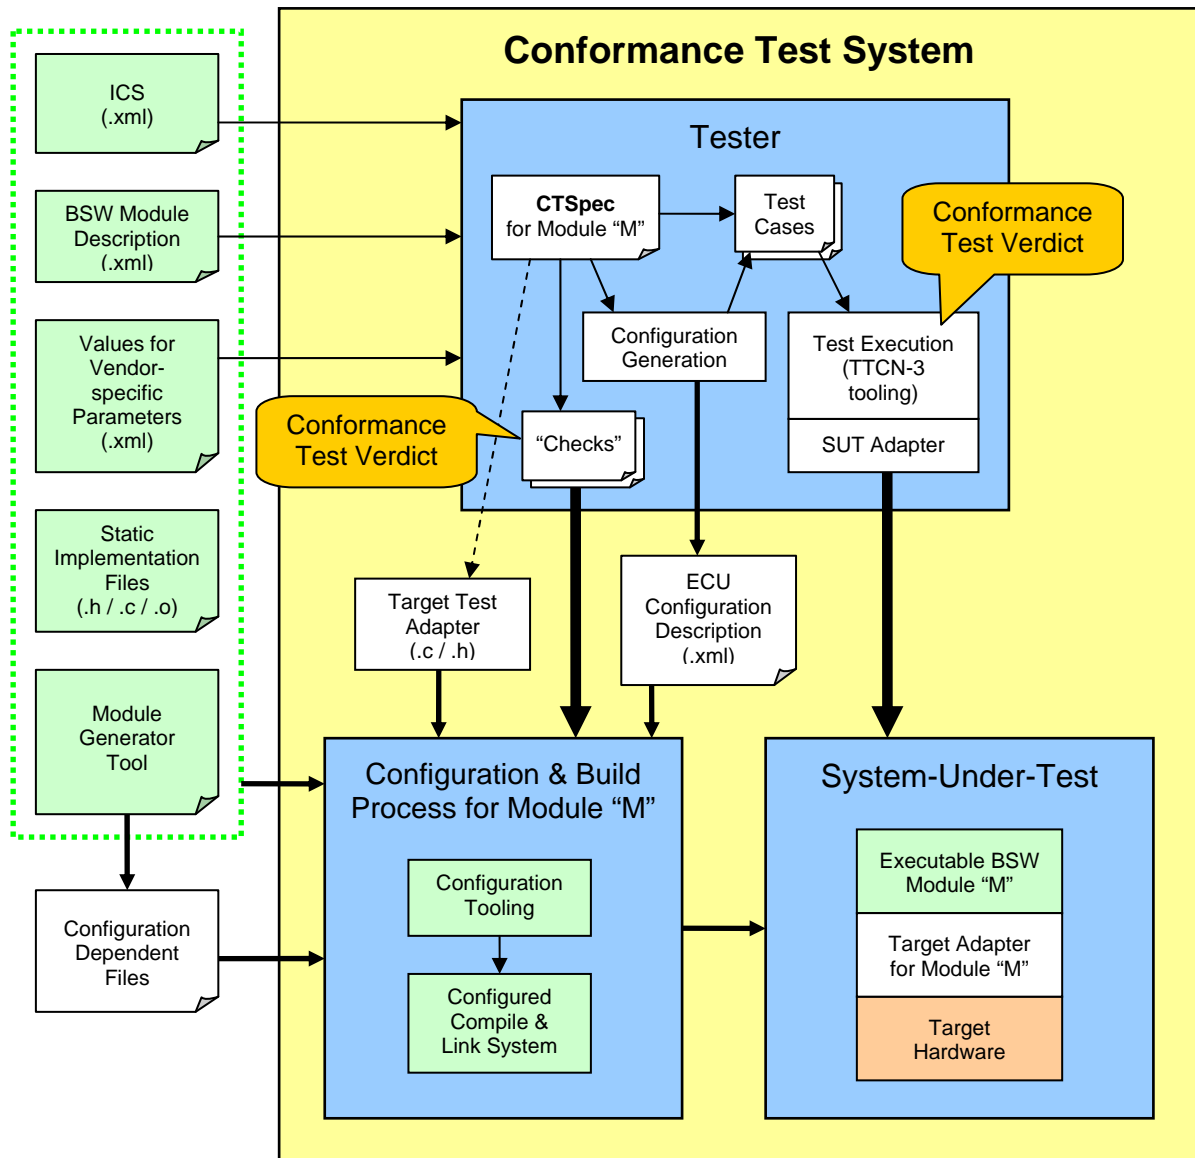 Conformance Test System
ICS
(.xml)
BSW Module
Description
(.xml)
Values for
Vendor-
specific
Parameters
(.xml)
Static
Implementation
Files
(.h / .c / .o)
Module
Generator
Tool
Configuration
Dependent
Files
Tester
CTSpec
for Module “M”
Test
Cases
Conformance
Test Verdict
Configuration
Generation
Test Execution
(TTCN-3
tooling)
SUT Adapter
Conformance
Test Verdict
“Checks”
Target Test
Adapter
(.c / .h)
ECU
Configuration
Description
(.xml)
Configuration & Build
Process for Module “M”
Configuration
Tooling
Configured
Compile &
Link System
System-Under-Test
Executable BSW
Module “M”
Target Adapter
for Module “M”
Target
Hardware